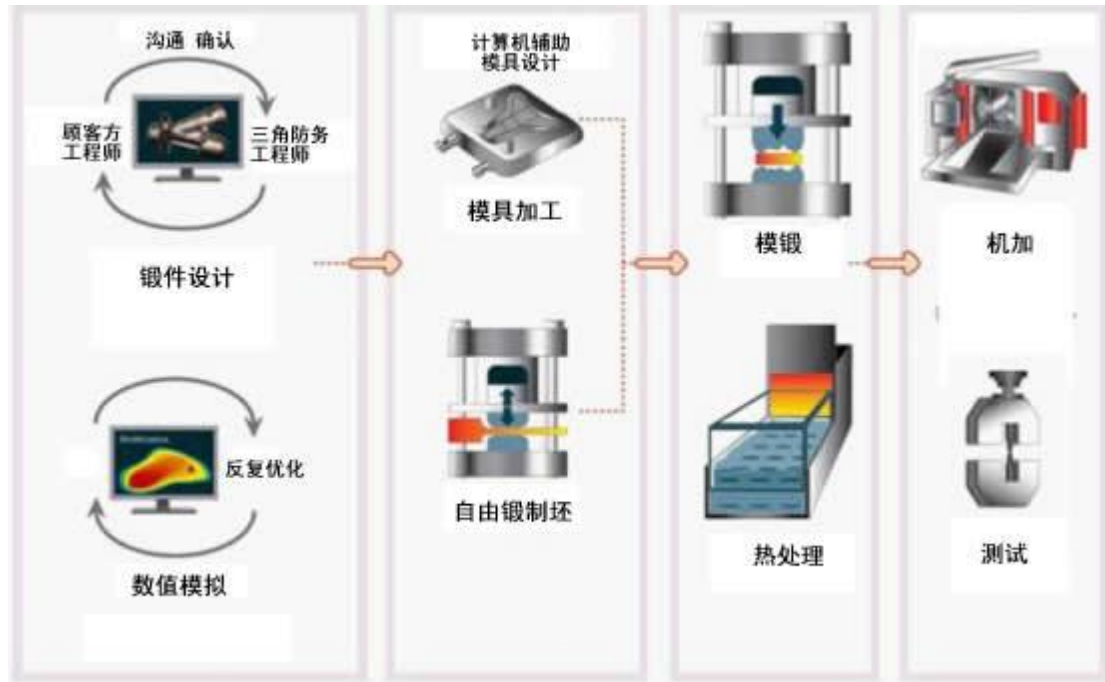 沟通 确认
顾客方
工程师
三角防务
工程师
锻件设计
反复优化
数值模拟
计算机辅助
模具设计
模具加工
自由锻制坯
模锻
热处理
机加
测试